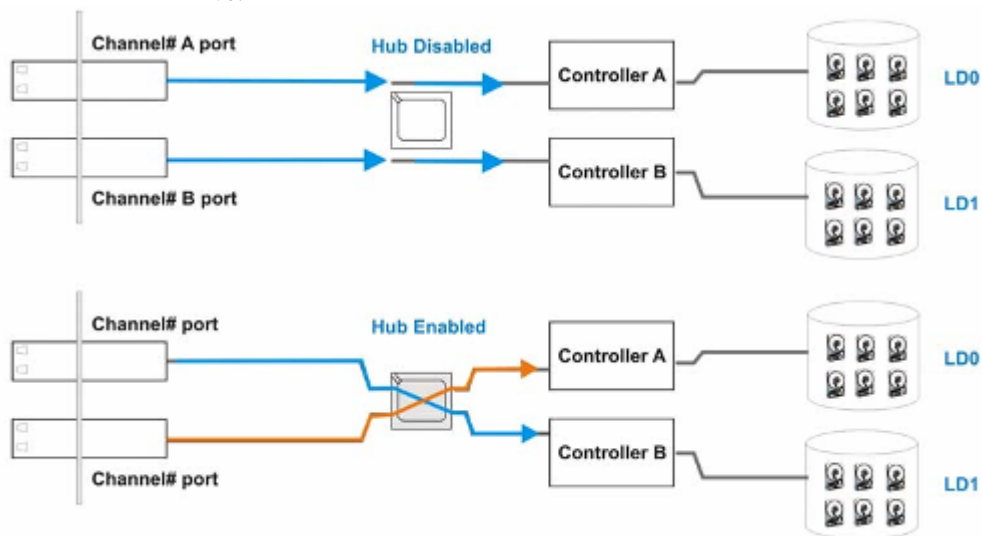 Channel# A port
Hub Disabled
Controller A
LD0
Controller B
Channel# B port
LD1
Channel# port
Hub Enabled
Controller A
LD0
Controller B
Channel# port
LD1